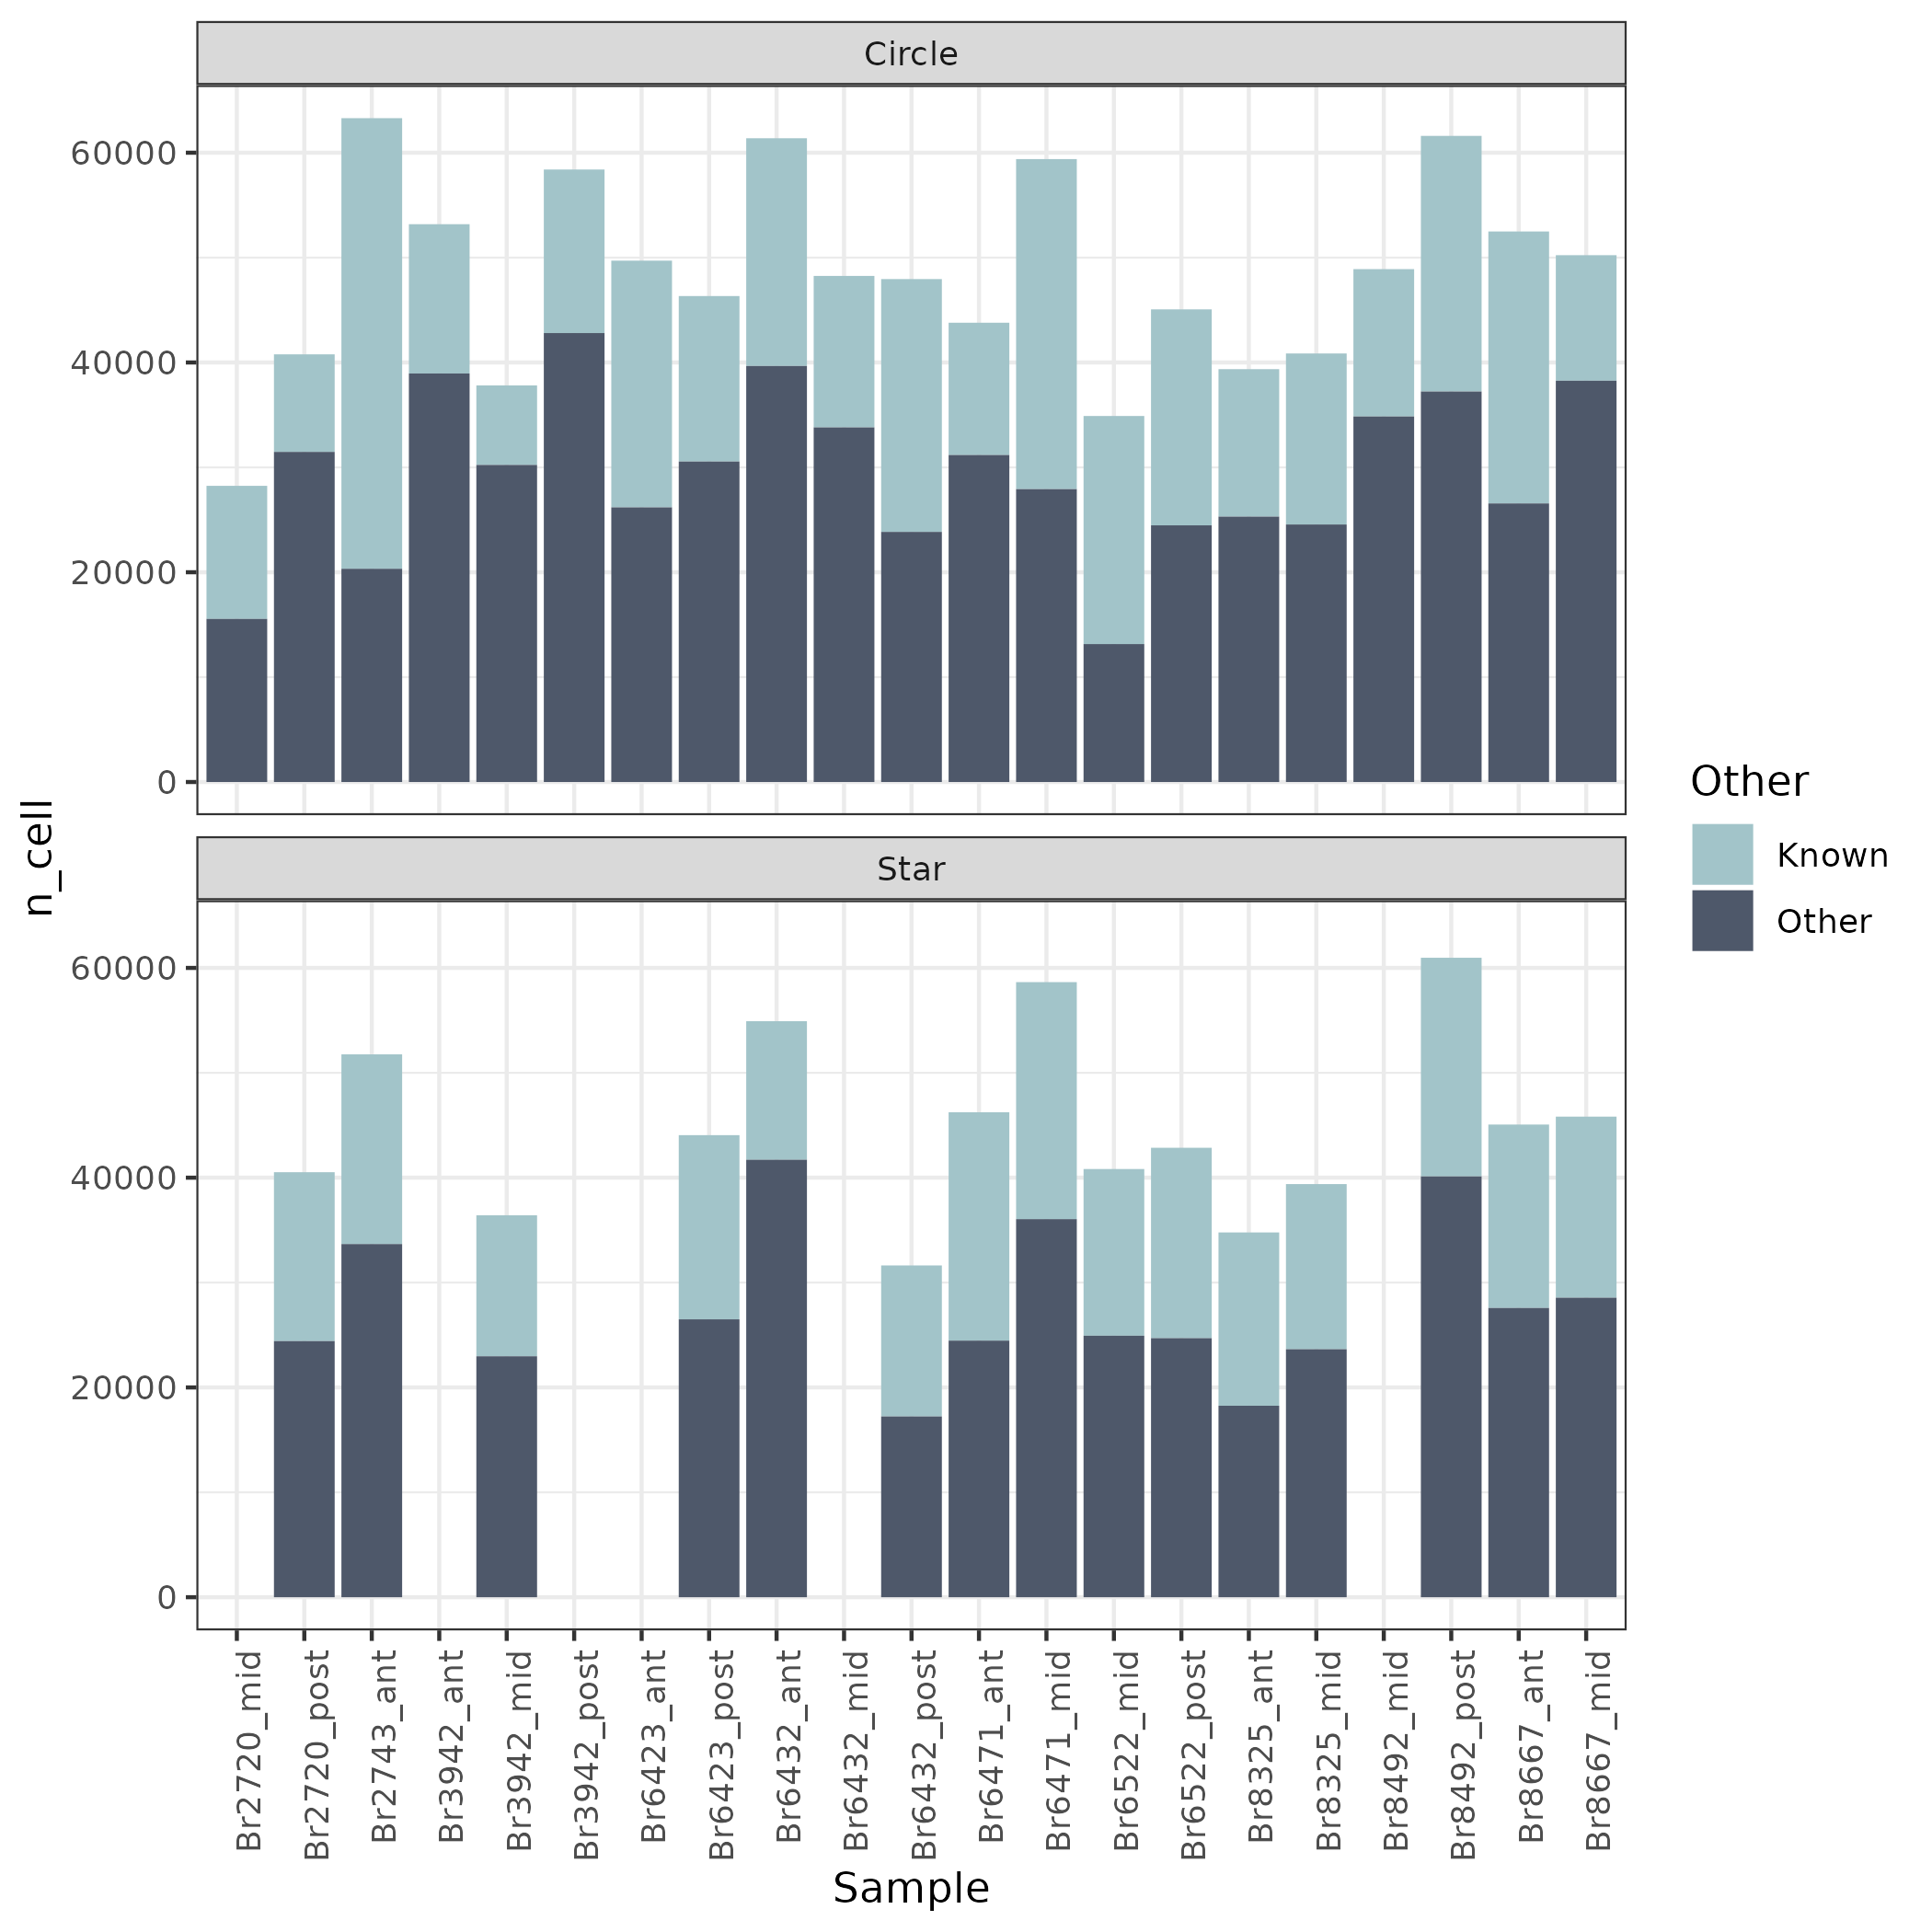 Circle
60000
40000
20000
0
Star
60000
40000
20000
0
n_cell
Br2720_mid
Br2720_post
Br2743_ant
Br3942_ant
Br3942_mid
Br3942_post
Br6423_ant
Br6423_post
Br6432_ant
Br6432_mid
Br6432_post
Br6471_ant
Br6471_mid
Br6522_mid
Br6522_post
Br8325_ant
Br8325_mid
Br8492_mid
Br8492_post
Br8667_ant
Br8667_mid
Sample
Other
Known
Other